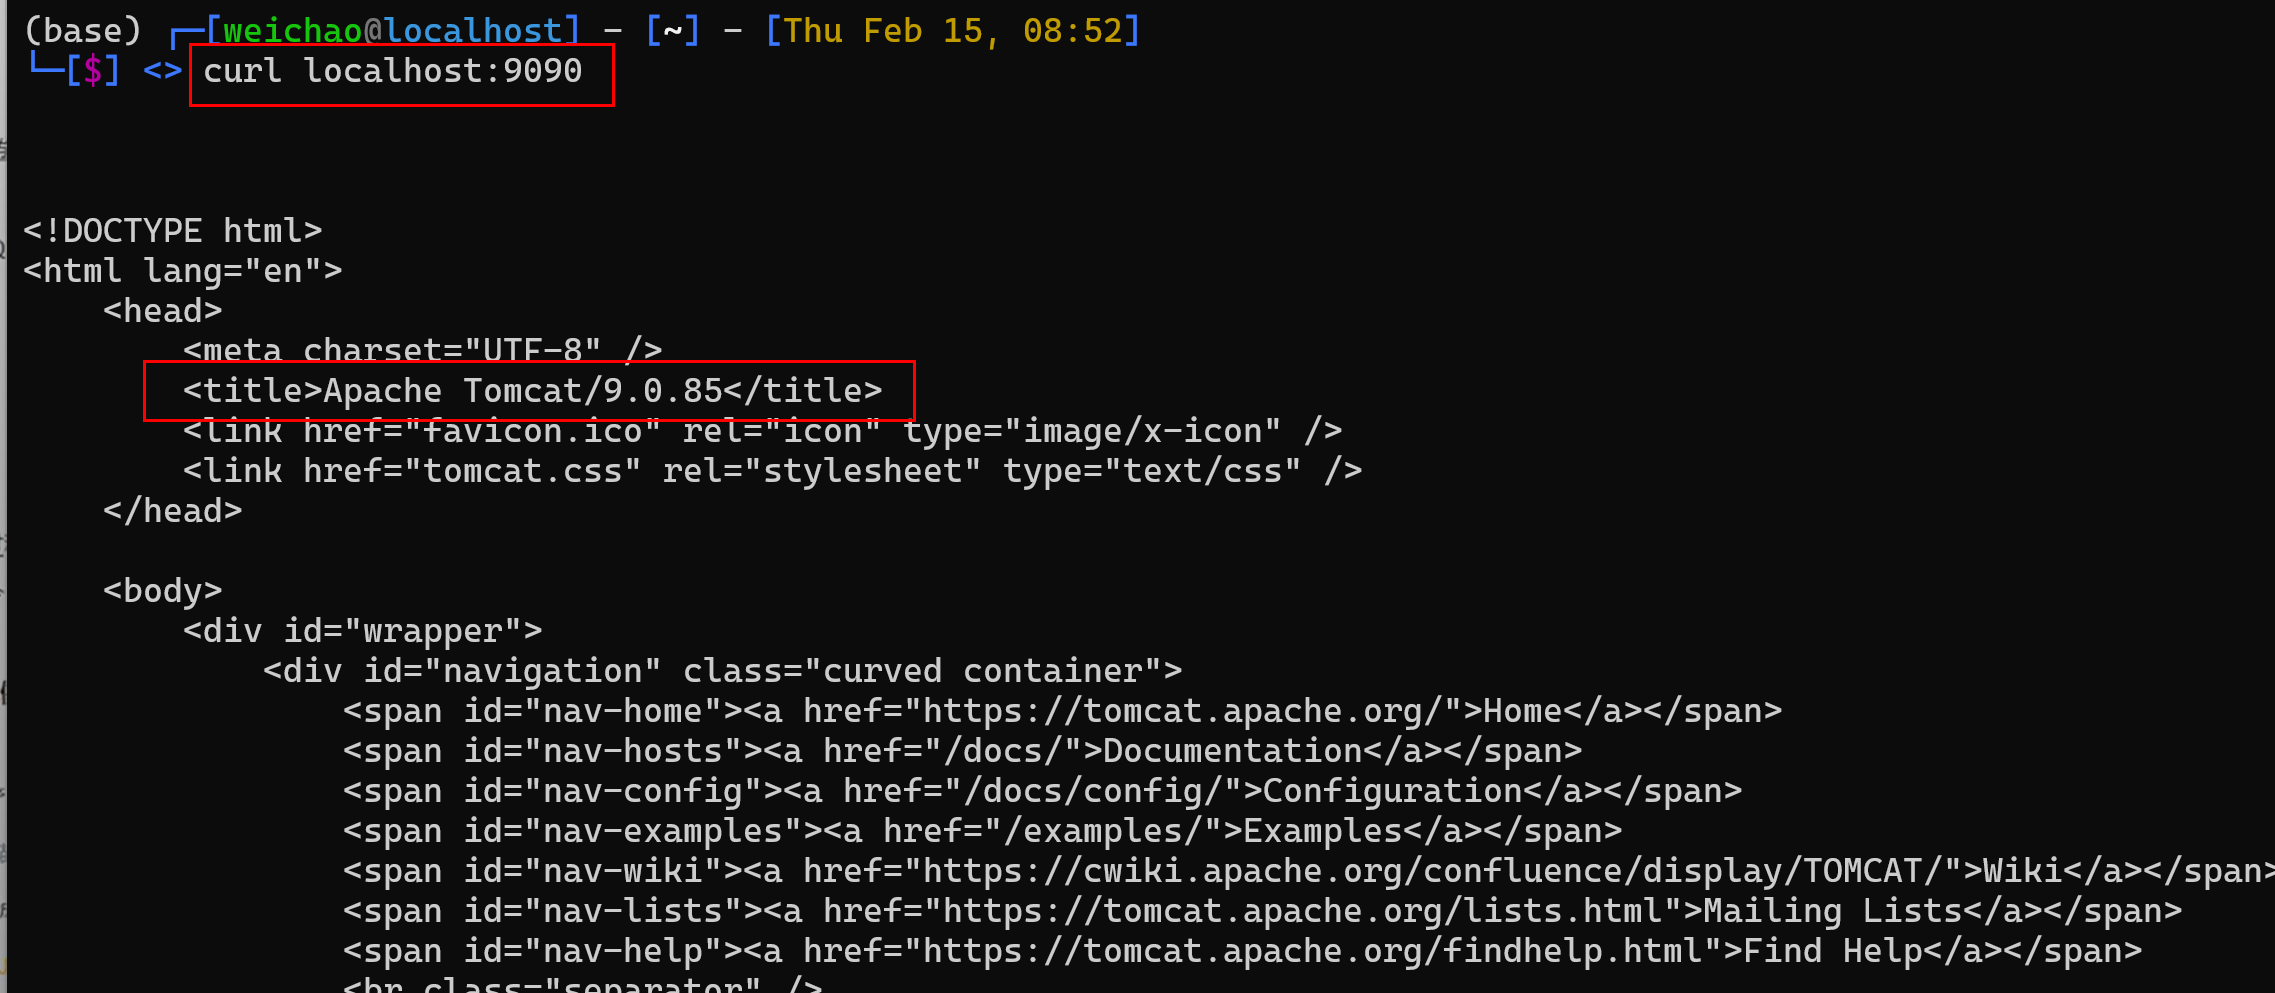 (base) ┌─[weichao@localhost] - [~] - [Thu Feb 15, 08:52]
└─[$] <> curl localhost:9090
<!DOCTYPE html>
<html lang="en">
    <head>
        <meta charset="UTF-8" />
        <title>Apache Tomcat/9.0.85</title>
        <link href="favicon.ico" rel="icon" type="image/x-icon" />
        <link href="tomcat.css" rel="stylesheet" type="text/css" />
    </head>
    <body>
        <div id="wrapper">
            <div id="navigation" class="curved container">
                <span id="nav-home"><a href="https://tomcat.apache.org/">Home</a></span>
                <span id="nav-hosts"><a href="/docs/">Documentation</a></span>
                <span id="nav-config"><a href="/docs/config/">Configuration</a></span>
                <span id="nav-examples"><a href="/examples/">Examples</a></span>
                <span id="nav-wiki"><a href="https://cwiki.apache.org/confluence/display/TOMCAT/">Wiki</a></span>
                <span id="nav-lists"><a href="https://tomcat.apache.org/lists.html">Mailing Lists</a></span>
                <span id="nav-help"><a href="https://tomcat.apache.org/findhelp.html">Find Help</a></span>
                <br class="separator" />